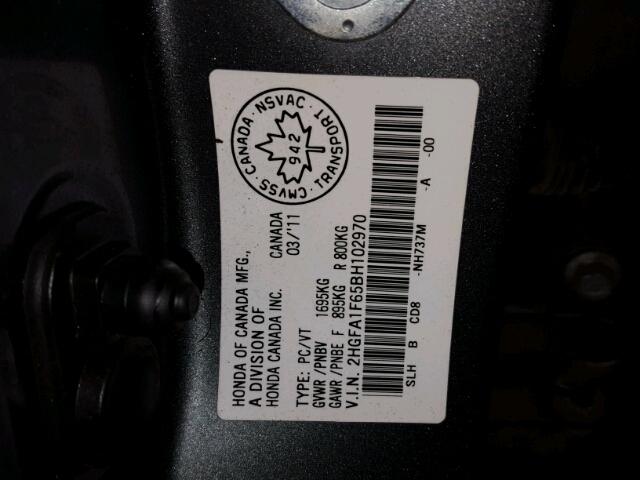 HONDA OF CANADA MFG.,
A DIVISION OF
HONDA CANADA INC.
CANADA
03/'11
CMVSS · CANADA · NSVAC · TRANSPORT
942
TYPE: PC/VT
GVWR /PNBV 1695KG
GAWR /PNBE F 895KG R 800KG
V.I.N. 2HGFA1F65BH102970
SLH B CD8 -NH737M -A -00